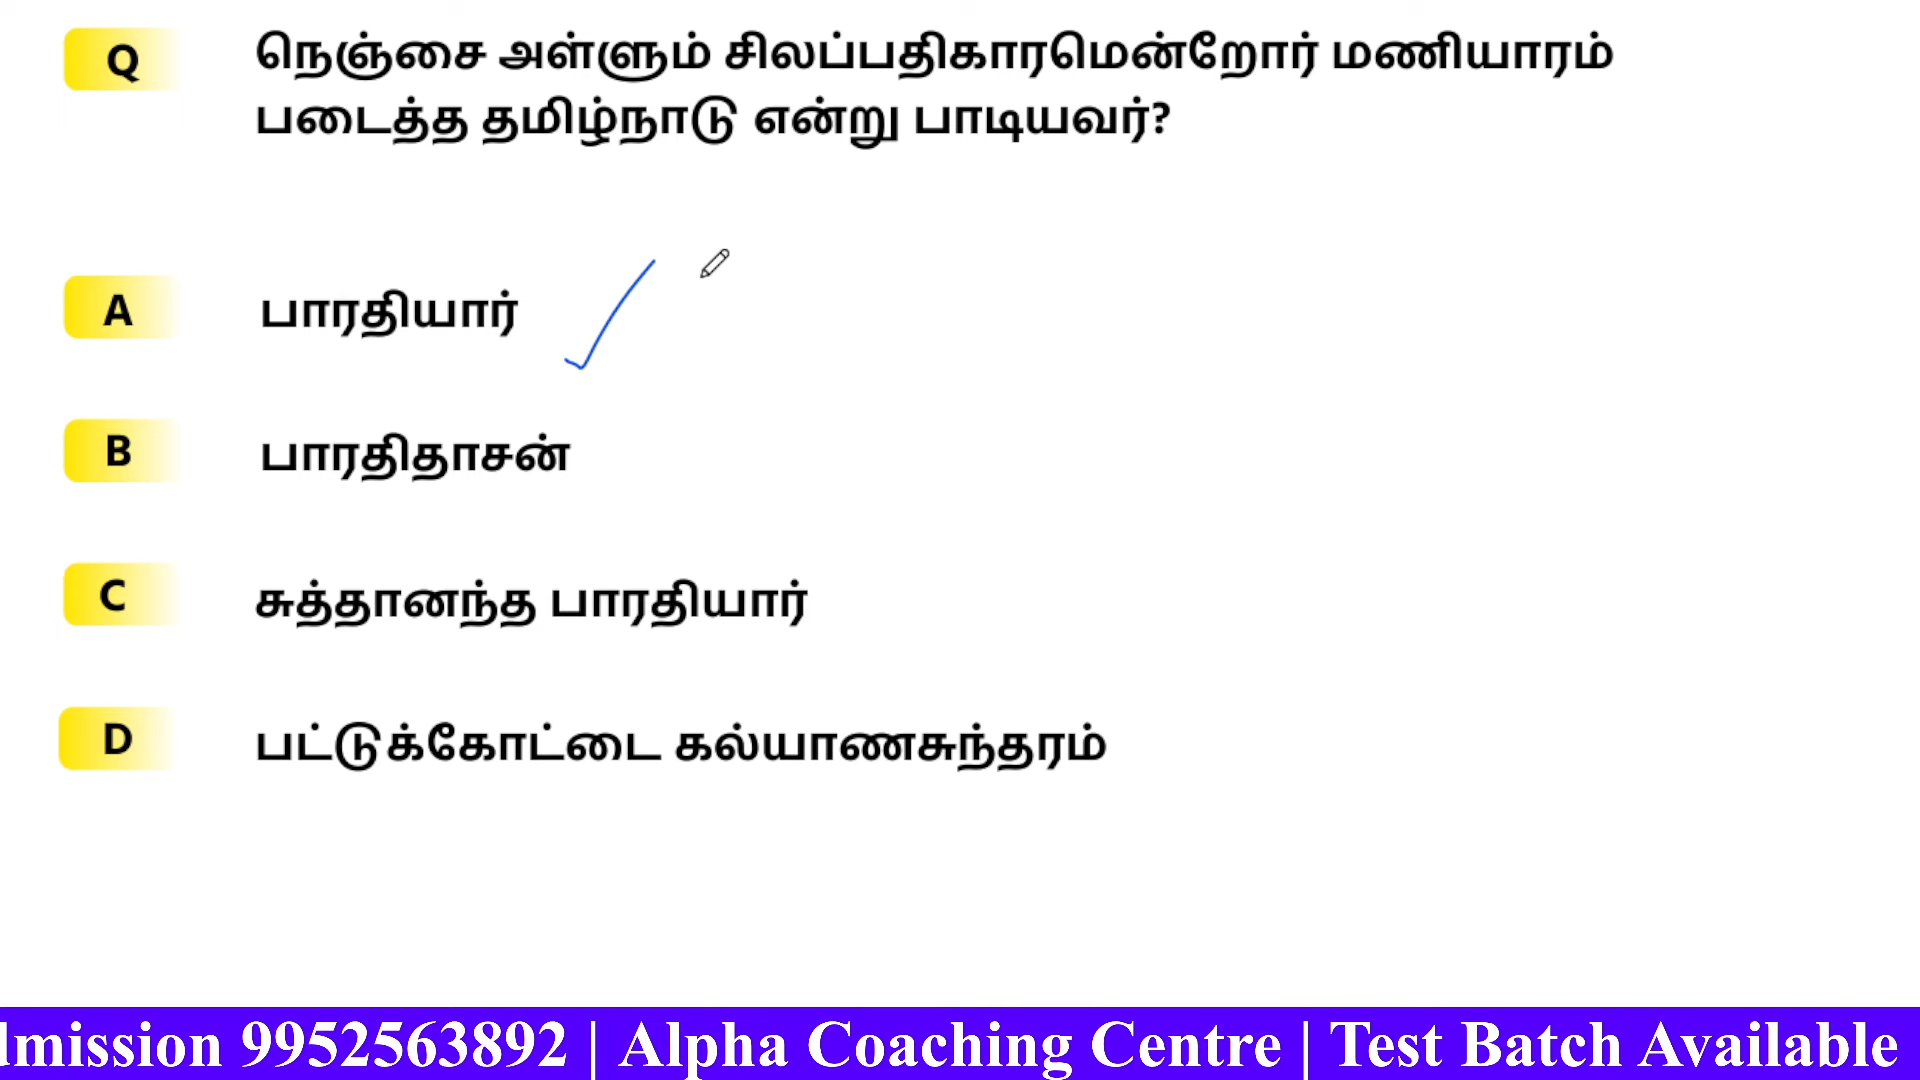 Q நெஞ்சை அள்ளும் சிலப்பதிகாரமென்றோர் மணியாரம்
படைத்த தமிழ்நாடு என்று பாடியவர்?
A பாரதியார்
B பாரதிதாசன்
C சுத்தானந்த பாரதியார்
D பட்டுக்கோட்டை கல்யாணசுந்தரம்
dmission 9952563892 | Alpha Coaching Centre | Test Batch Available